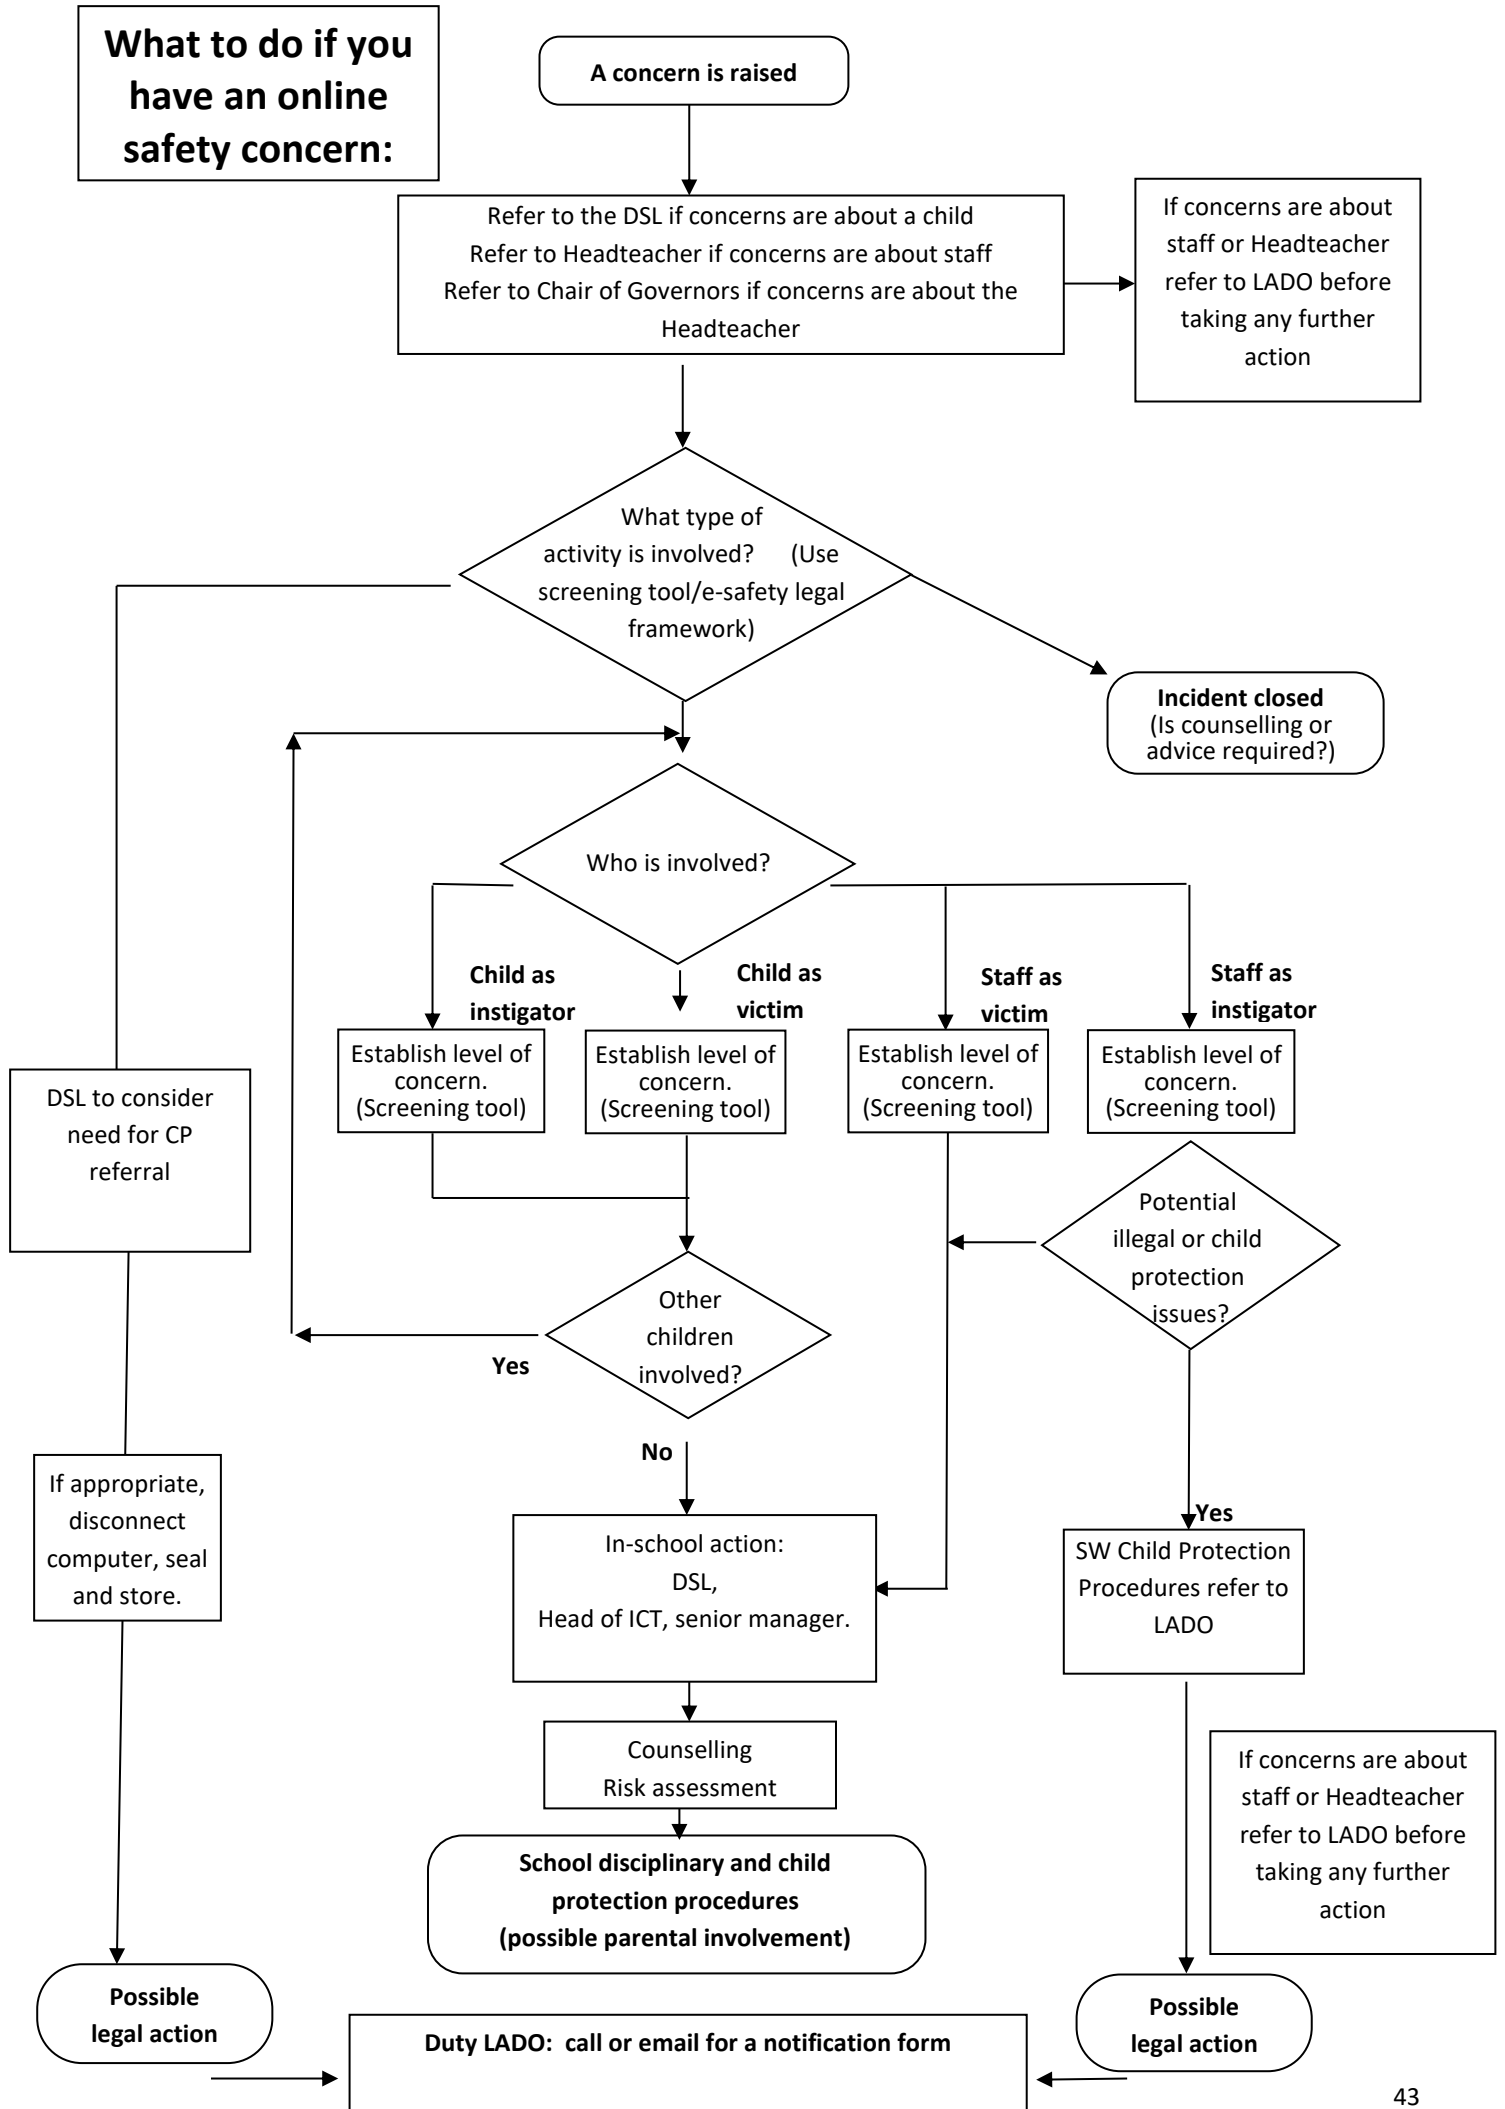 What to do if you
have an online
safety concern:
A concern is raised
Refer to the DSL if concerns are about a child
Refer to Headteacher if concerns are about staff
Refer to Chair of Governors if concerns are about the
Headteacher
If concerns are about
staff or Headteacher
refer to LADO before
taking any further
action
What type of
activity is involved? (Use
screening tool/e-safety legal
framework)
Incident closed
(Is counselling or
advice required?)
Who is involved?
Child as
instigator
Child as
victim
Staff as
victim
Staff as
instigator
Establish level of
concern.
(Screening tool)
Establish level of
concern.
(Screening tool)
Establish level of
concern.
(Screening tool)
Establish level of
concern.
(Screening tool)
DSL to consider
need for CP
referral
Potential
illegal or child
protection
issues?
Other
children
involved?
Yes
No
If appropriate,
disconnect
computer, seal
and store.
In-school action:
DSL,
Head of ICT, senior manager.
Yes
SW Child Protection
Procedures refer to
LADO
Counselling
Risk assessment
If concerns are about
staff or Headteacher
refer to LADO before
taking any further
action
School disciplinary and child
protection procedures
(possible parental involvement)
Possible
legal action
Possible
legal action
Duty LADO: call or email for a notification form
43